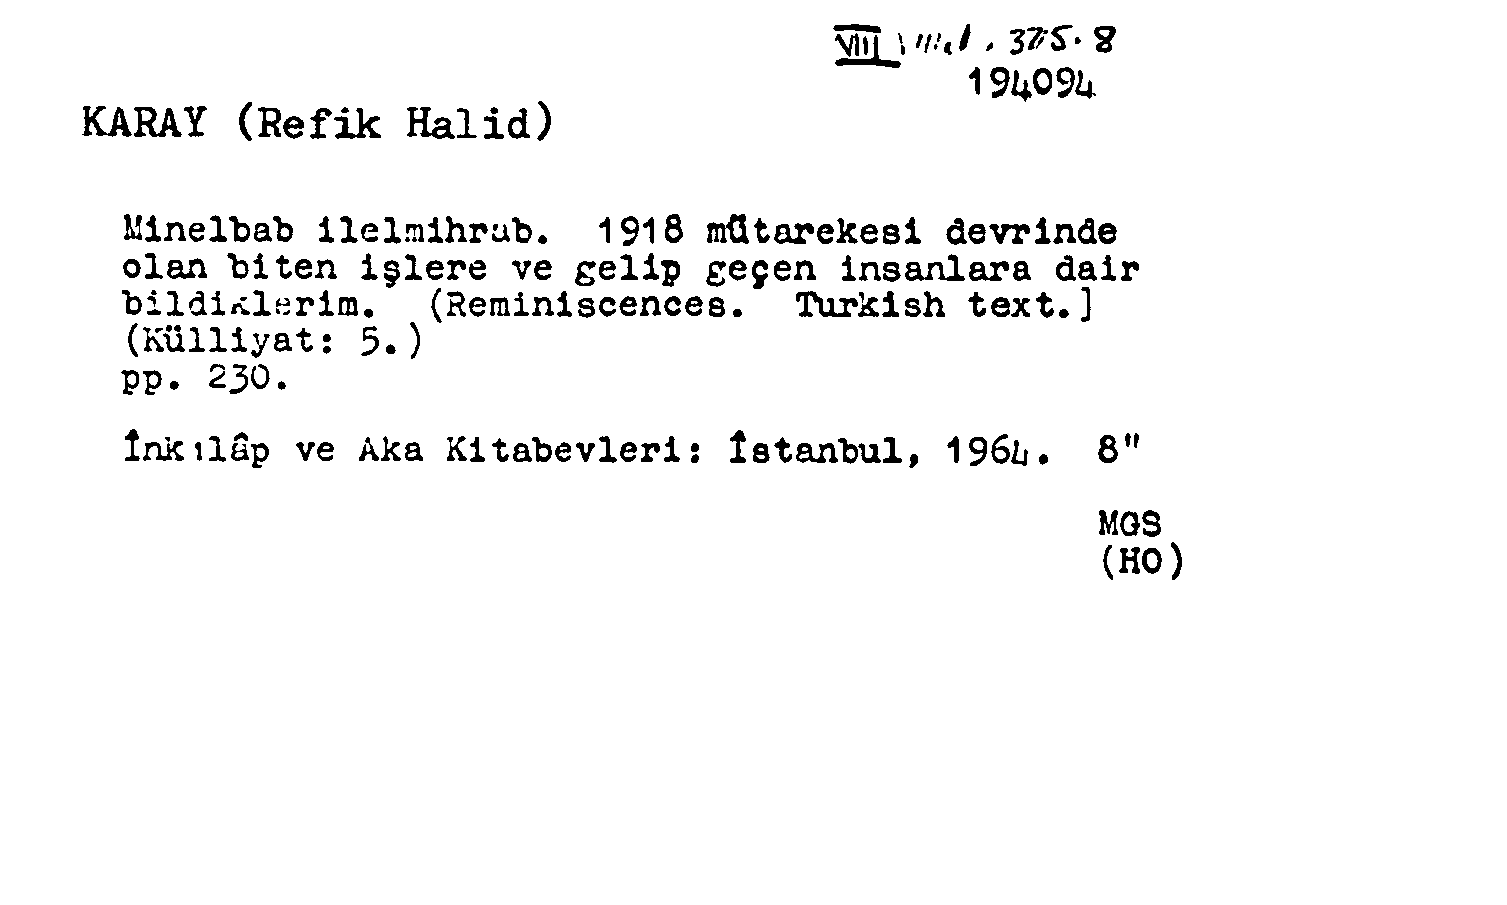 VIII 375.8
194094
KARAY (Refik Halid)
Minelbab ilelmihrab. 1918 mütarekesi devrinde
olan biten işlere ve gelip geçen insanlara dair
bildiklerim. (Reminiscences. Turkish text.]
(Külliyat: 5.)
pp. 230.
İnkılâp ve Aka Kitabevleri: İstanbul, 1964. 8"
MGS
(HO)